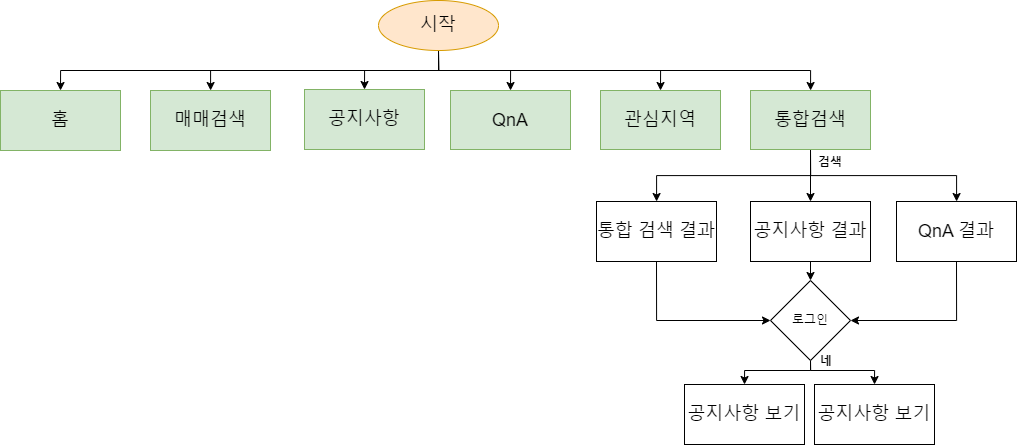 시작
홈
매매검색
공지사항
QnA
관심지역
통합검색
검색
통합 검색 결과
공지사항 결과
QnA 결과
로그인
네
공지사항 보기
공지사항 보기